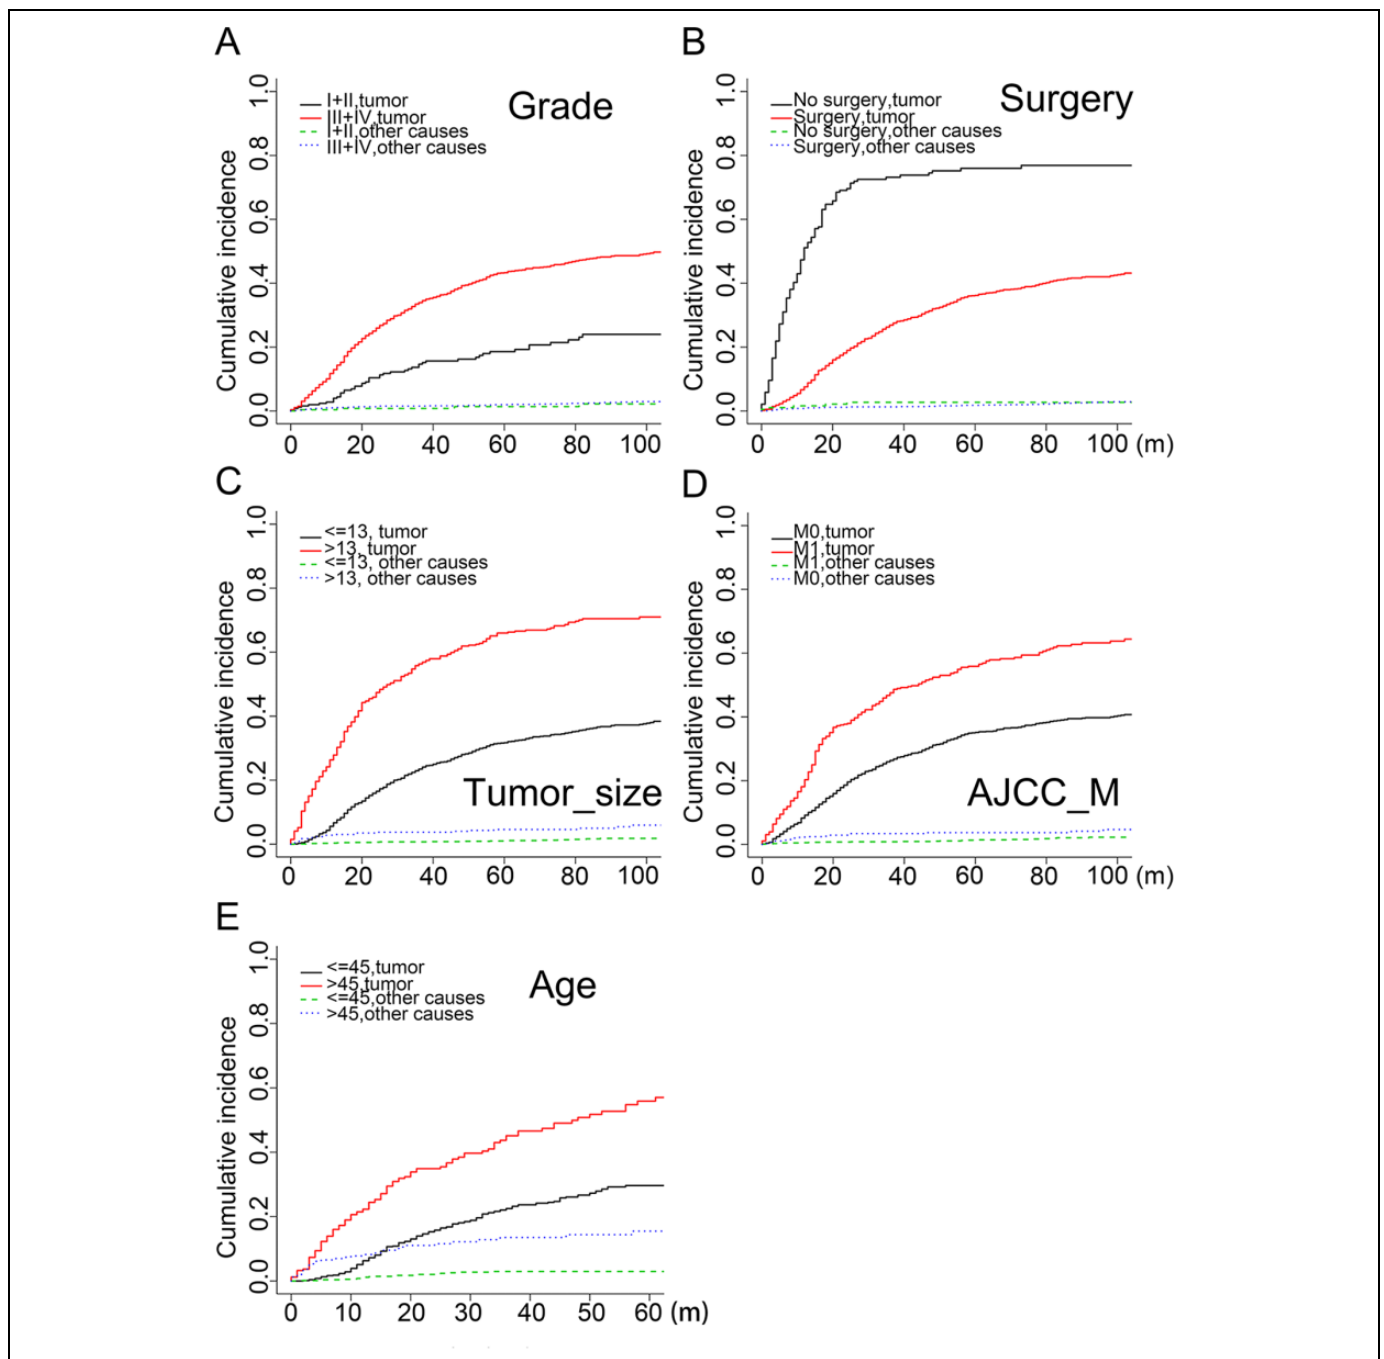 A
Grade
I+II,tumor
III+IV,tumor
I+II,other causes
III+IV,other causes
Cumulative incidence
0.0 0.2 0.4 0.6 0.8 1.0
0 20 40 60 80 100
B
Surgery
No surgery,tumor
Surgery,tumor
No surgery,other causes
Surgery,other causes
Cumulative incidence
0.0 0.2 0.4 0.6 0.8 1.0
0 20 40 60 80 100 (m)
C
<=13, tumor
>13, tumor
<=13, other causes
>13, other causes
Tumor_size
Cumulative incidence
0.0 0.2 0.4 0.6 0.8 1.0
0 20 40 60 80 100
D
M0,tumor
M1,tumor
M1,other causes
M0,other causes
AJCC_M
Cumulative incidence
0.0 0.2 0.4 0.6 0.8 1.0
0 20 40 60 80 100 (m)
E
<=45,tumor
>45,tumor
<=45,other causes
>45,other causes
Age
Cumulative incidence
0.0 0.2 0.4 0.6 0.8 1.0
0 10 20 30 40 50 60 (m)